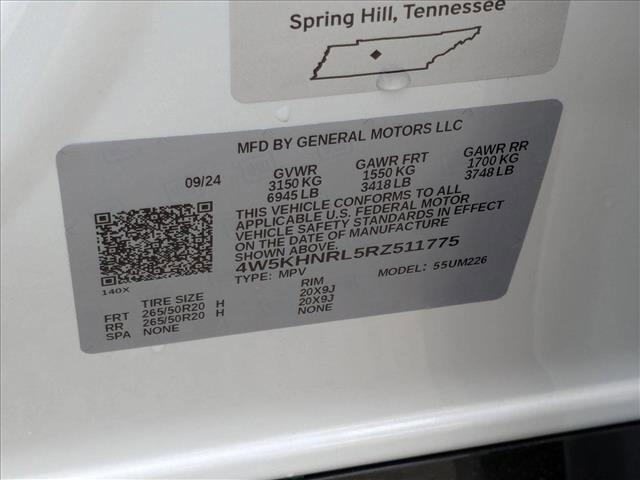 Spring Hill, Tennessee
MFD BY GENERAL MOTORS LLC
09/24 GVWR GAWR FRT GAWR RR
3150 KG 1550 KG 1700 KG
6945 LB 3418 LB 3748 LB
THIS VEHICLE CONFORMS TO ALL
APPLICABLE U.S. FEDERAL MOTOR
VEHICLE SAFETY STANDARDS IN EFFECT
ON THE DATE OF MANUFACTURE
SHOWN ABOVE.
4W5KHNRL5RZ511775
TYPE: MPV MODEL: 55UM226
140X
TIRE SIZE RIM
FRT 265/50R20 H 20X9J
RR 265/50R20 H 20X9J
SPA NONE NONE